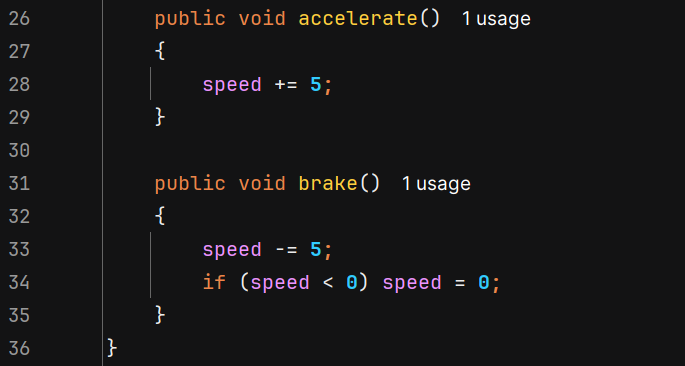 26 public void accelerate() 1 usage
27 {
28 speed += 5;
29 }
30
31 public void brake() 1 usage
32 {
33 speed -= 5;
34 if (speed < 0) speed = 0;
35 }
36 }